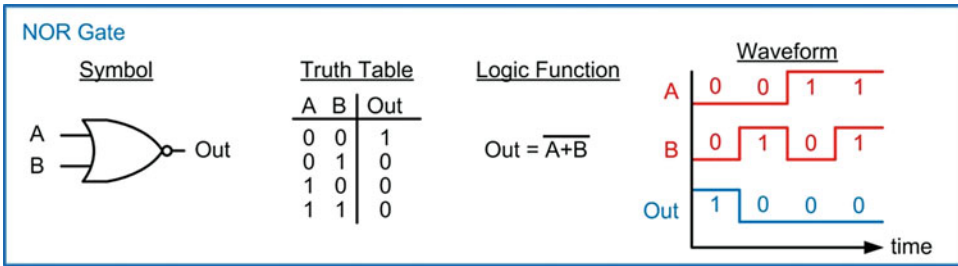 NOR Gate
Symbol
A
B
Out
Truth Table
A B Out
0 0 1
0 1 0
1 0 0
1 1 0
Logic Function
Out = \overline{A+B}
Waveform
A 0 0 1 1
B 0 1 0 1
Out 1 0 0 0
time